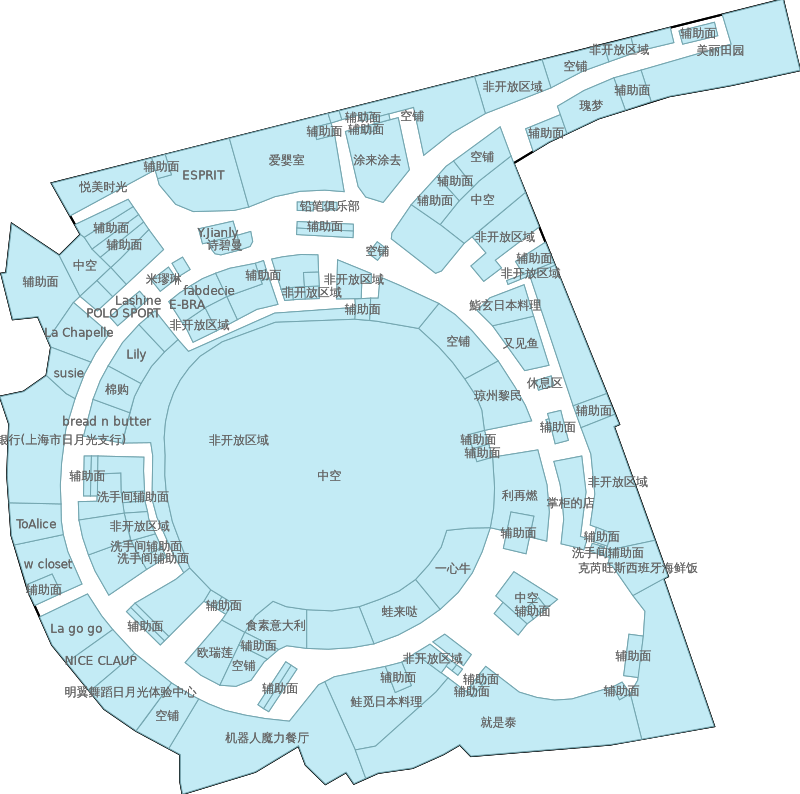 辅助面
美丽田园
非开放区域
空铺
非开放区域
辅助面
瑰梦
空铺
辅助面
辅助面
辅助面
辅助面
爱婴室
涂来涂去
空铺
辅助面
ESPRIT
悦美时光
辅助面
中空
辅助面
铅笔俱乐部
辅助面
辅助面
辅助面
Y.Jianly
诗碧曼
空铺
非开放区域
辅助面
非开放区域
中空
辅助面
米璆琳
辅助面
非开放区域
非开放区域
fabdecie
Lashine
E-BRA
POLO SPORT
辅助面
鮨玄日本料理
非开放区域
La Chapelle
空铺
又见鱼
Lily
susie
棉购
休息区
琼州黎民
辅助面
bread n butter
辅助面
银行(上海市日月光支行)
非开放区域
辅助面
辅助面
中空
辅助面
非开放区域
洗手间辅助面
利再燃
掌柜的店
ToAlice
非开放区域
辅助面
辅助面
洗手间辅助面
洗手间辅助面
洗手间辅助面
w closet
一心牛
克芮旺斯西班牙海鲜饭
辅助面
中空
辅助面
辅助面
蛙来哒
La go go
辅助面
食素意大利
辅助面
欧瑞莲
空铺
NICE CLAUP
非开放区域
辅助面
辅助面
辅助面
辅助面
辅助面
辅助面
明翼舞蹈日月光体验中心
鮭觅日本料理
空铺
就是泰
机器人魔力餐厅